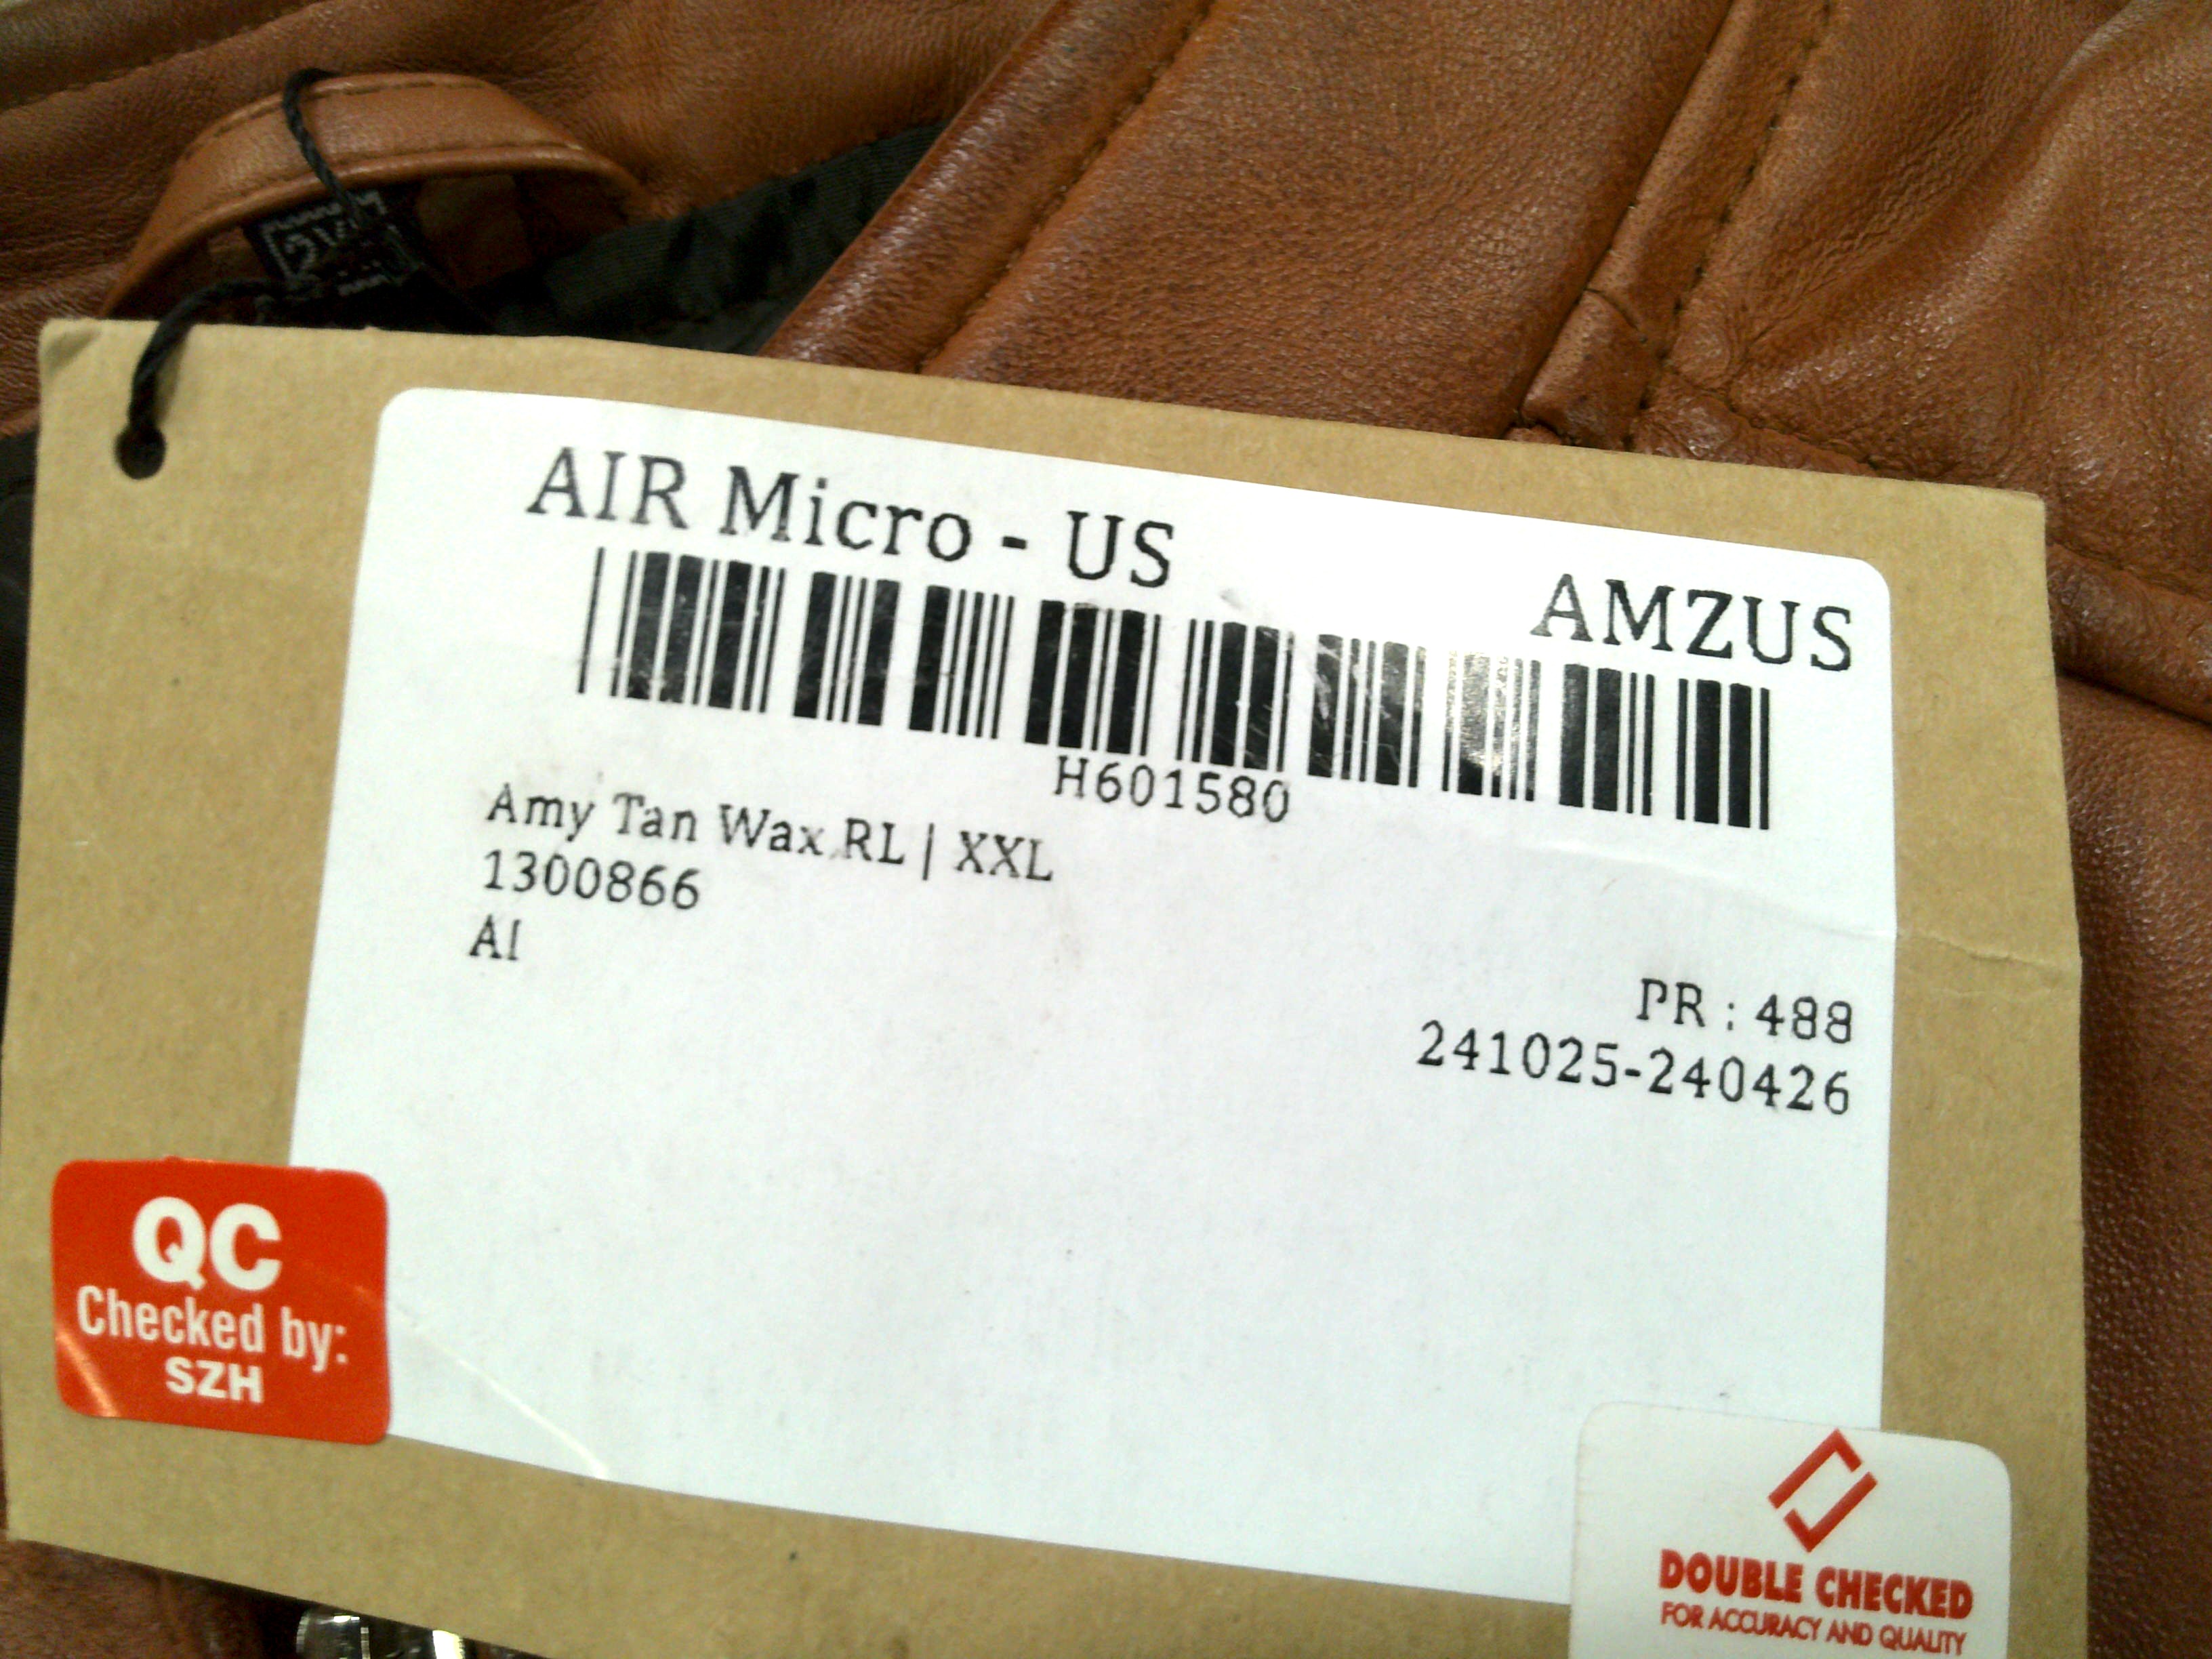 AIR Micro - US
AMZUS
H601580
Amy Tan Wax RL | XXL
1300866
AI
PR : 488
241025-240426
QC
Checked by:
SZH
DOUBLE CHECKED
FOR ACCURACY AND QUALITY